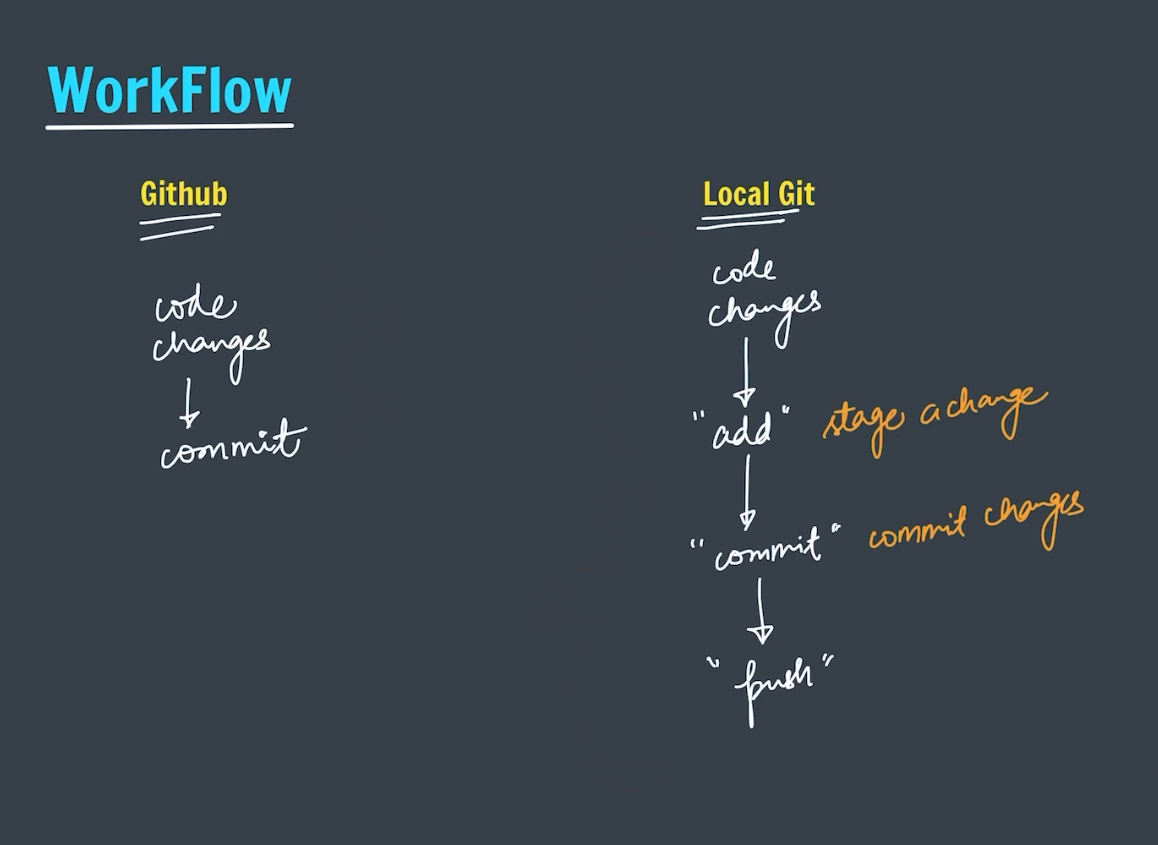 WorkFlow
Github
code
changes
commit
Local Git
code
changes
"add" stage a change
"commit" commit changes
"push"